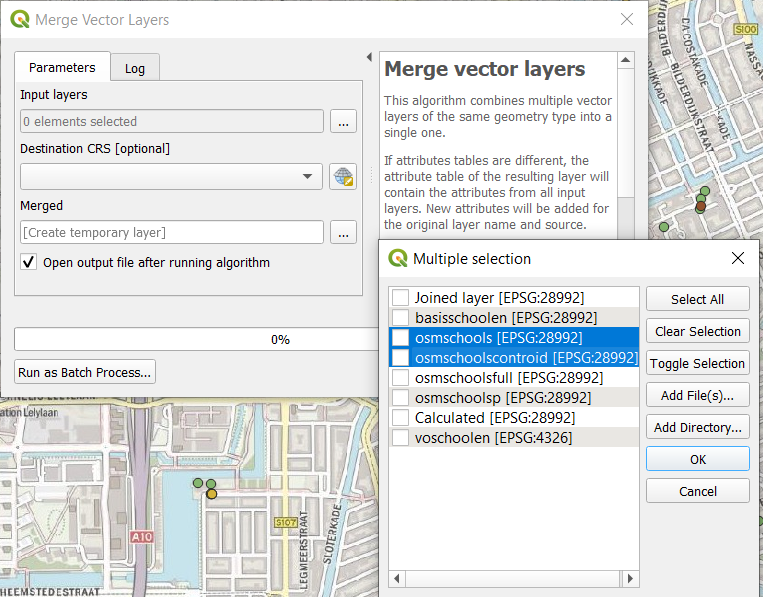 Merge Vector Layers
Parameters
Log
Input layers
0 elements selected
...
Destination CRS [optional]
Merged
[Create temporary layer]
...
Open output file after running algorithm
0%
Run as Batch Process...
Merge vector layers
This algorithm combines multiple vector
layers of the same geometry type into a
single one.
If attributes tables are different, the
attribute table of the resulting layer will
contain the attributes from all input
layers. New attributes will be added for
the original layer name and source.
Multiple selection
Joined layer [EPSG:28992]
basisschoolen [EPSG:28992]
osmschools [EPSG:28992]
osmschoolscontroid [EPSG:28992]
osmschoolsfull [EPSG:28992]
osmschoolsp [EPSG:28992]
Calculated [EPSG:28992]
voschoolen [EPSG:4326]
Select All
Clear Selection
Toggle Selection
Add File(s)...
Add Directory...
OK
Cancel
S100
DA COSTAKADE
BILDERDIJKSTRAAT
BILDERDIJKKADE
NASSAU
ation Lelylaan
A10
S107
LEGMEERSTRAAT
SLOTERKADE
HEEMSTEDESTRAAT